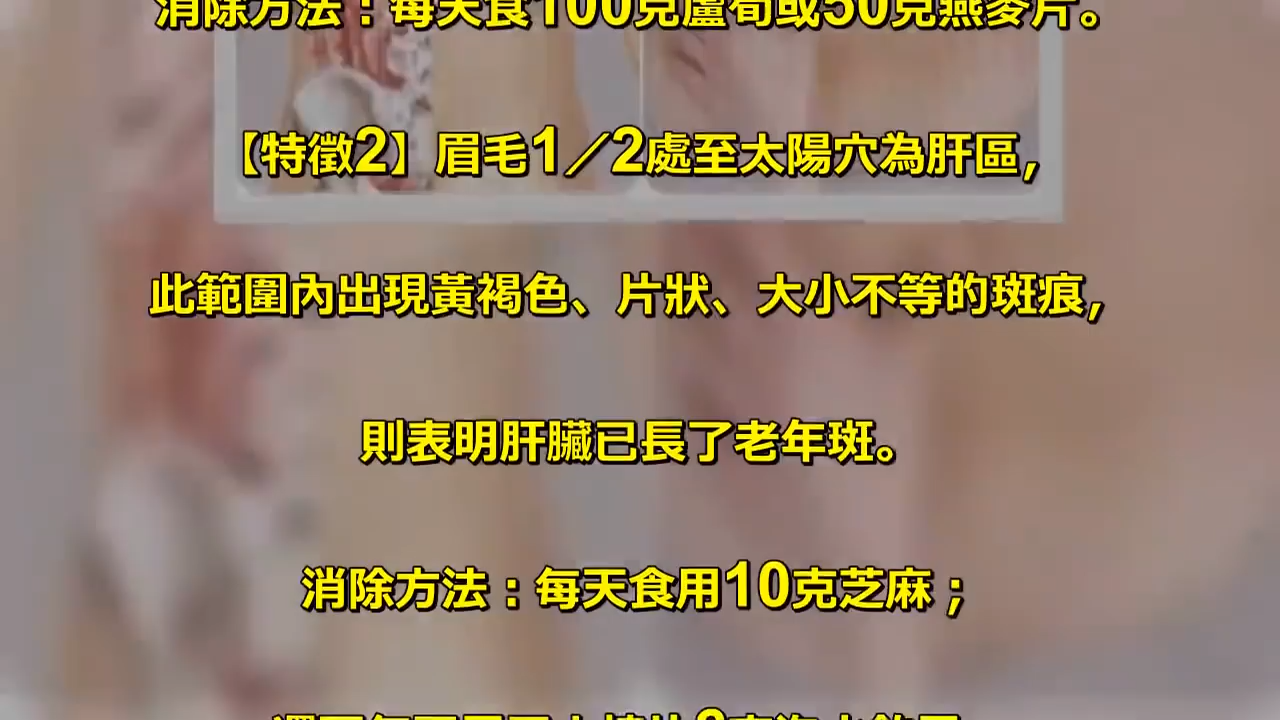 消除方法：每天食100克蘆筍或50克燕麥片。
【特徵2】眉毛1／2處至太陽穴為肝區，
此範圍內出現黃褐色、片狀、大小不等的斑痕，
則表明肝臟已長了老年斑。
消除方法：每天食用10克芝麻；